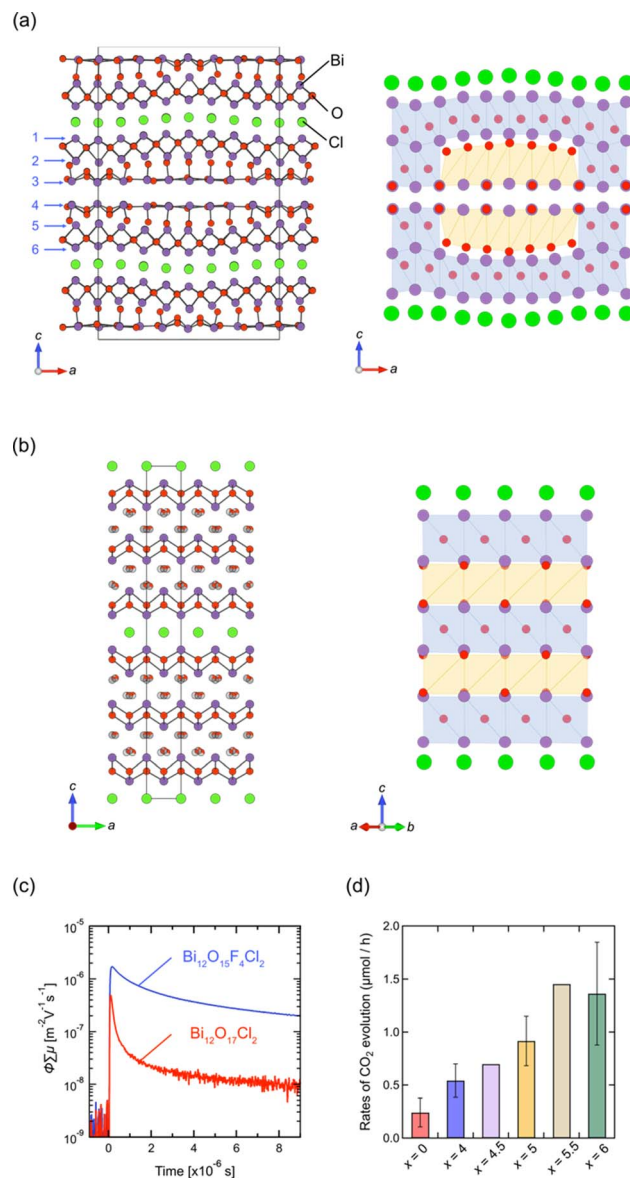 (a)
Bi
O
Cl
1
2
3
4
5
6
c
a
c
a
(b)
c
a
c
a
b
(c)
ΦΣμ [m⁻²V⁻¹s⁻¹]
10⁻⁵
10⁻⁶
10⁻⁷
10⁻⁸
10⁻⁹
Bi₁₂O₁₅F₄Cl₂
Bi₁₂O₁₇Cl₂
0 2 4 6 8
Time [x10⁻⁶ s]
(d)
Rates of CO₂ evolution (μmol / h)
2.0
1.5
1.0
0.5
0.0
x = 0
x = 4
x = 4.5
x = 5
x = 5.5
x = 6